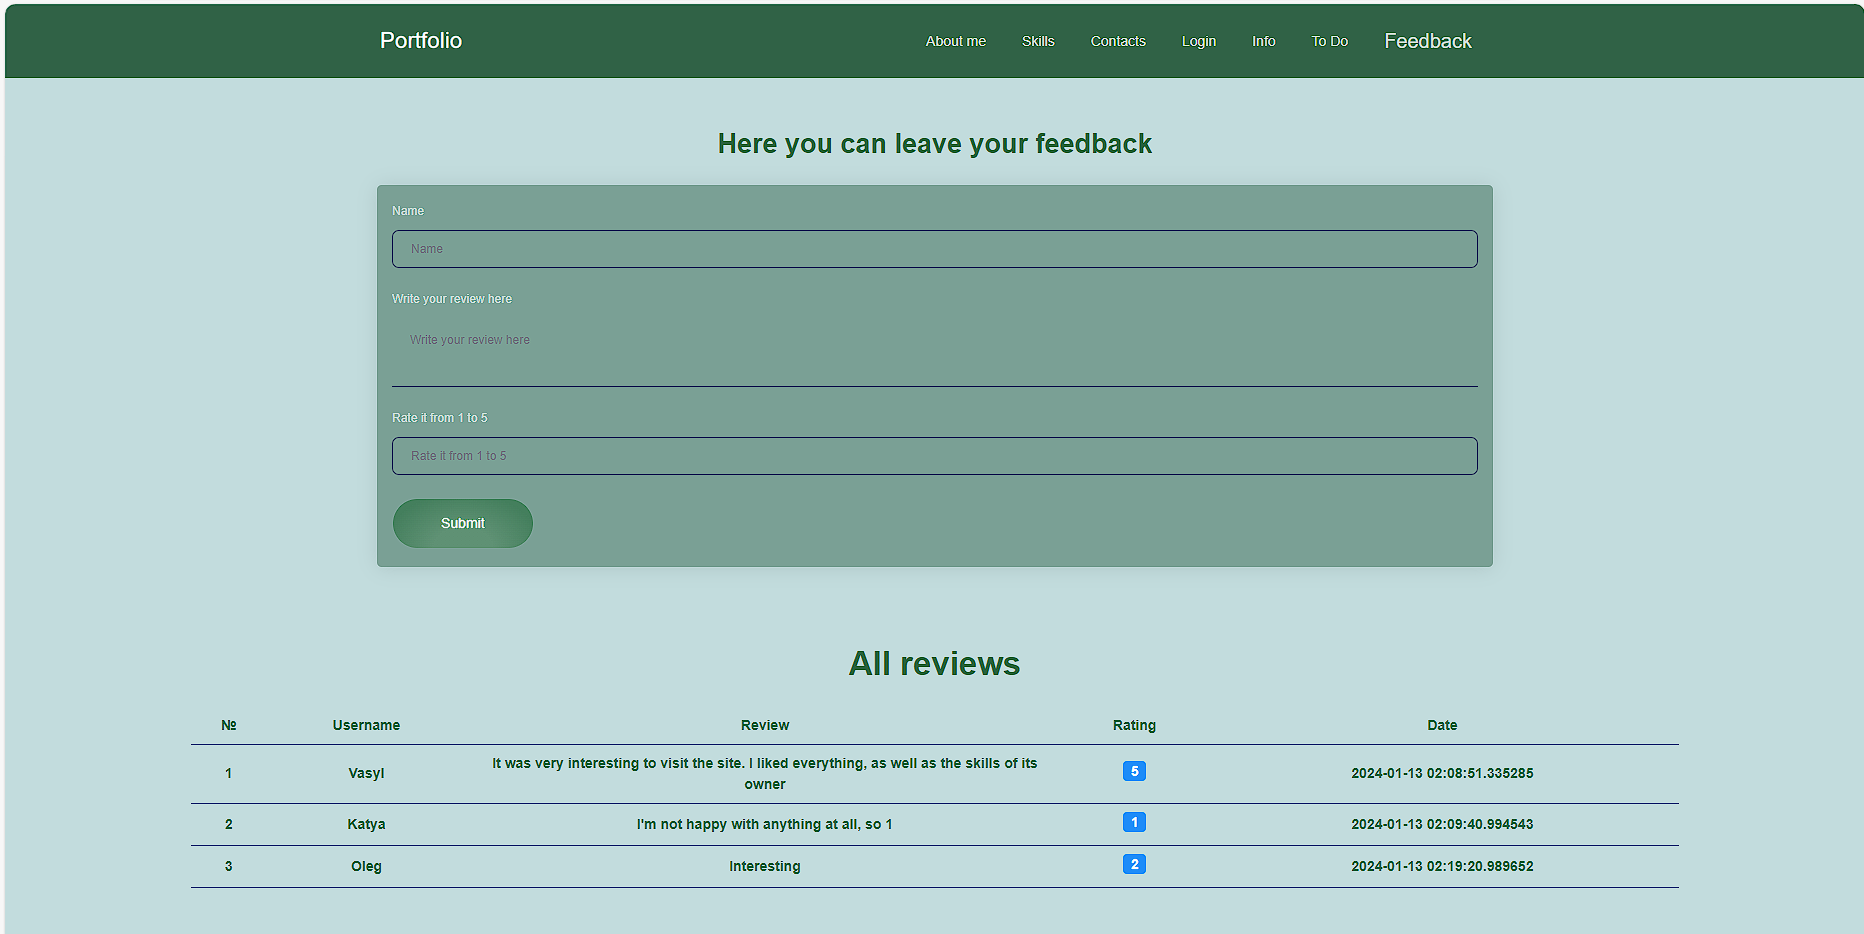 Portfolio About me Skills Contacts Login Info To Do Feedback
Here you can leave your feedback
Name
Name
Write your review here
Write your review here
Rate it from 1 to 5
Rate it from 1 to 5
Submit
All reviews
№ Username Review Rating Date
1 Vasyl It was very interesting to visit the site. I liked everything, as well as the skills of its
owner 5 2024-01-13 02:08:51.335285
2 Katya I'm not happy with anything at all, so 1 1 2024-01-13 02:09:40.994543
3 Oleg Interesting 2 2024-01-13 02:19:20.989652